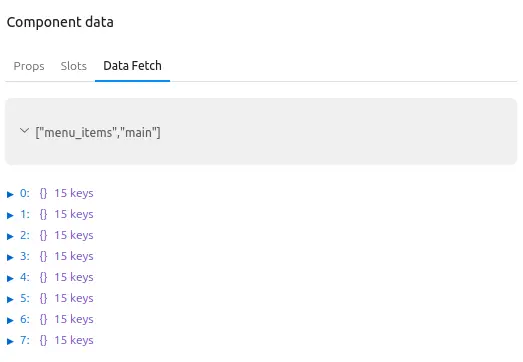 Component data
Props Slots Data Fetch
["menu_items","main"]
0: {} 15 keys
1: {} 15 keys
2: {} 15 keys
3: {} 15 keys
4: {} 15 keys
5: {} 15 keys
6: {} 15 keys
7: {} 15 keys